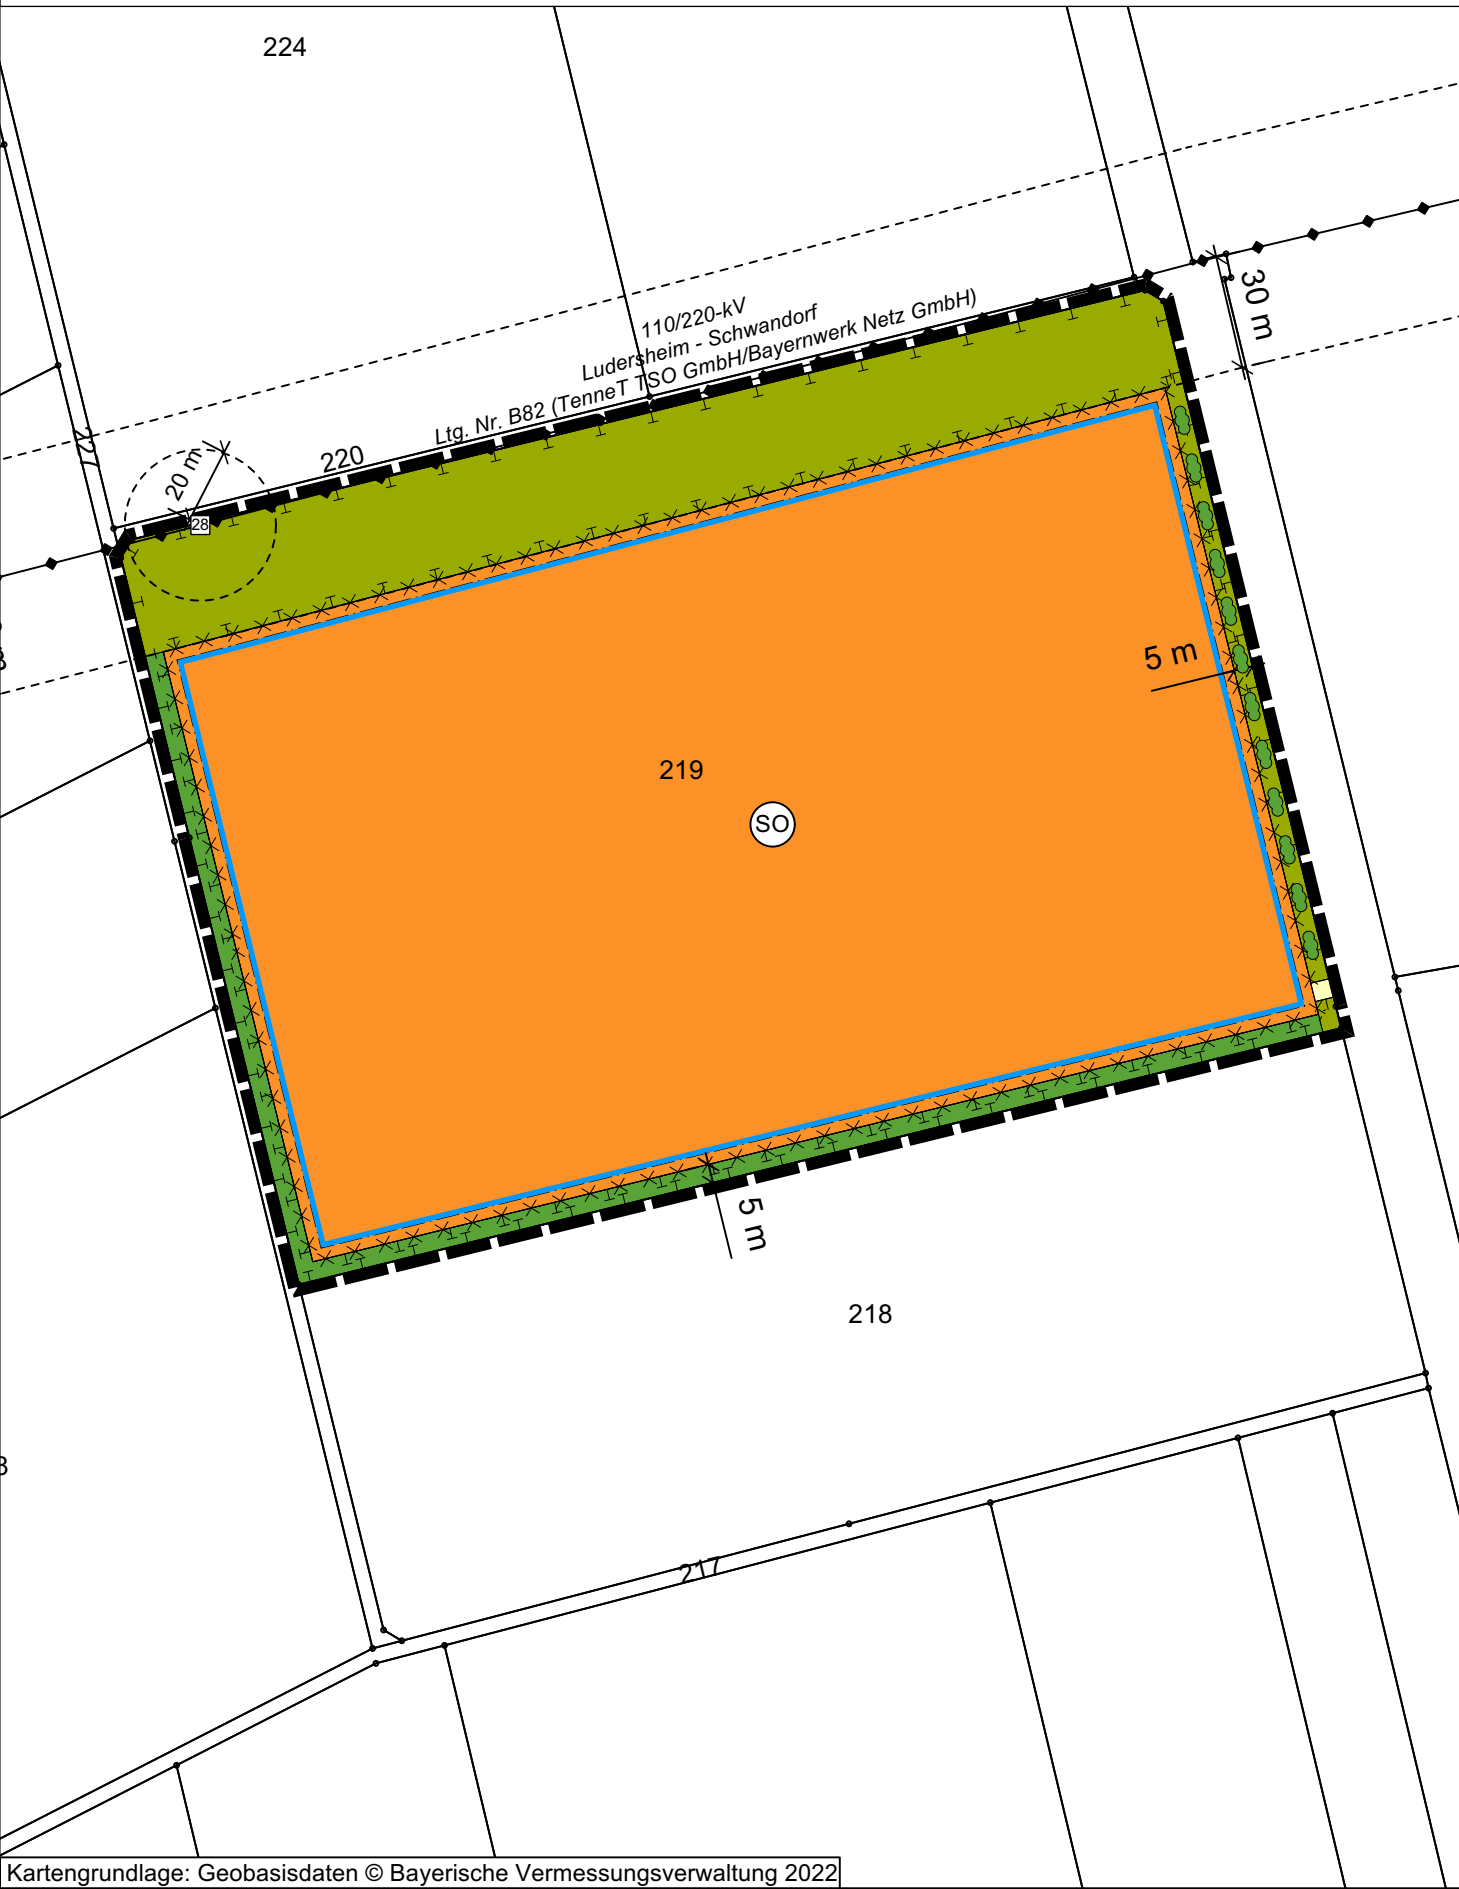 224
30 m
110/220-kV
Ludersheim - Schwandorf
Ltg. Nr. B82 (TenneT TSO GmbH/Bayernwerk Netz GmbH)
227
220
20 m
28
5 m
219
SO
5 m
218
217
Kartengrundlage: Geobasisdaten © Bayerische Vermessungsverwaltung 2022